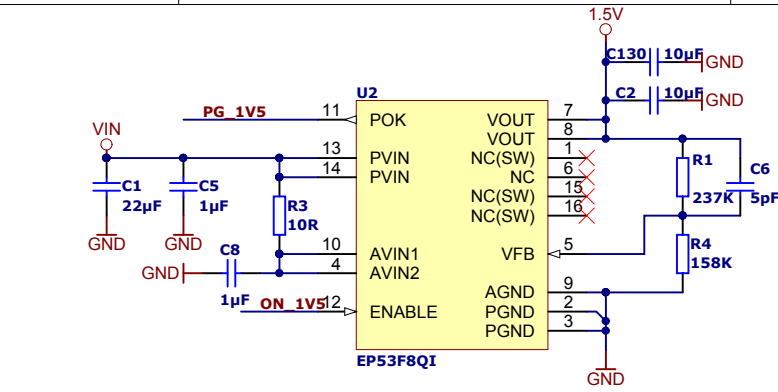 1.5V
C130 10µF GND
C2 10µF GND
U2
PG_1V5 11 POK VOUT 7
VOUT 8
VIN
13 PVIN NC(SW) 1
14 PVIN NC 6
NC(SW) 15
NC(SW) 16
C1 22µF
C5 1µF
R3 10R
R1 237K
C6 5pF
GND GND
10 AVIN1 VFB 5
R4 158K
C8 GND 1µF
4 AVIN2
AGND 9
ON_1V5 12 ENABLE PGND 2
PGND 3
EP53F8QI
GND